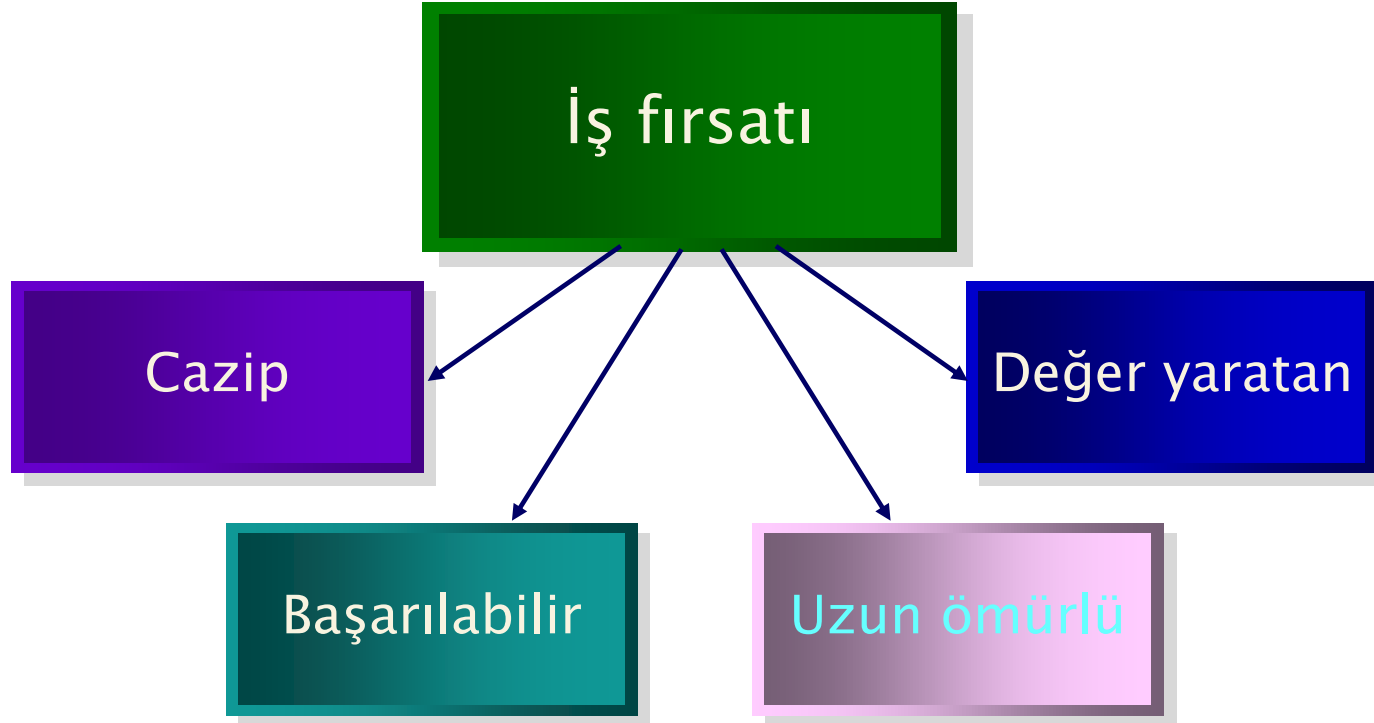 İş fırsatı
Cazip
Değer yaratan
Başarılabilir
Uzun ömürlü